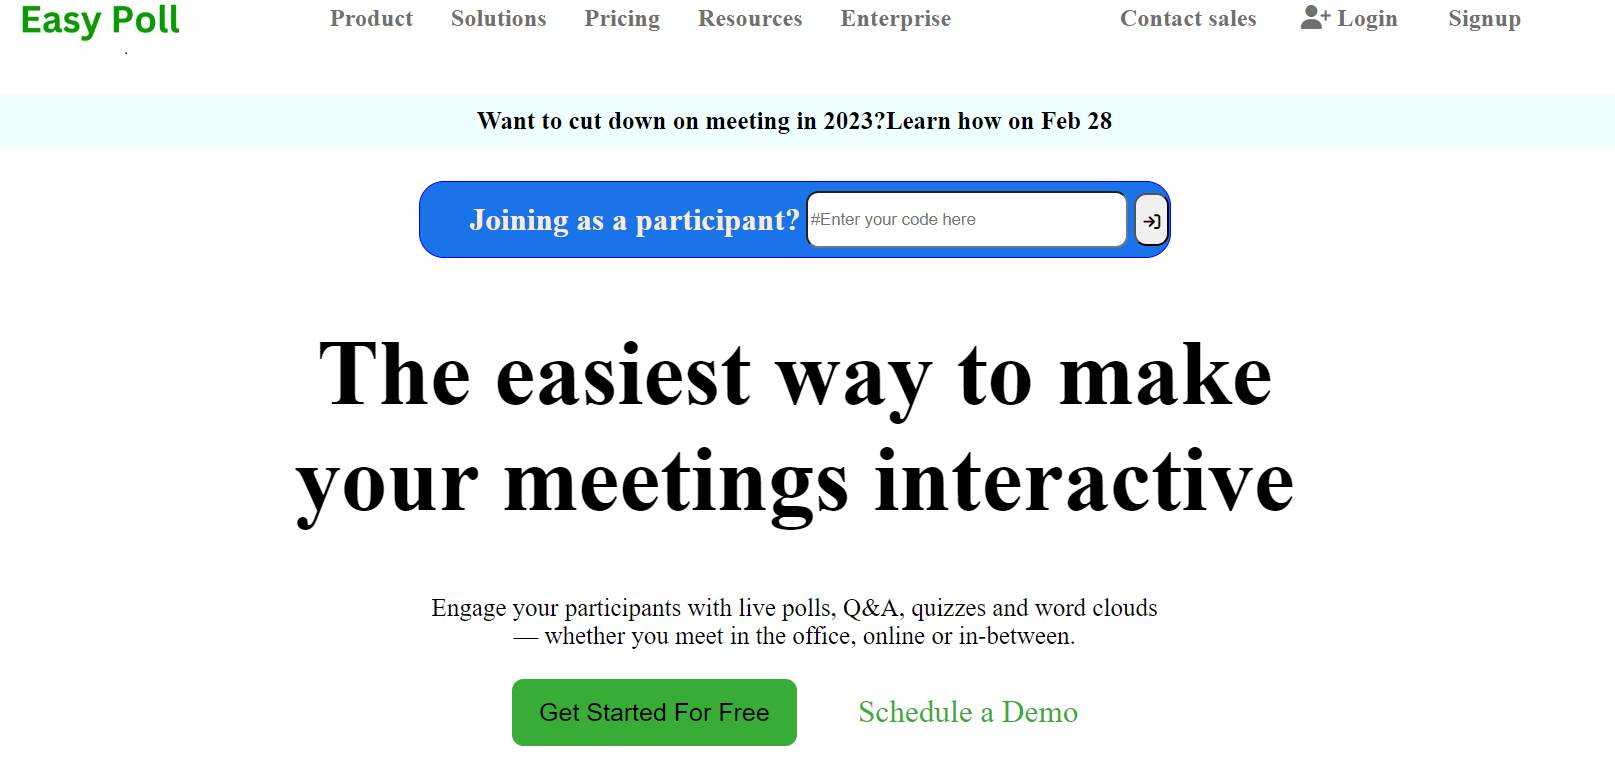 Easy Poll Product Solutions Pricing Resources Enterprise Contact sales Login Signup
Want to cut down on meeting in 2023?Learn how on Feb 28
Joining as a participant? #Enter your code here
The easiest way to make
your meetings interactive
Engage your participants with live polls, Q&A, quizzes and word clouds
— whether you meet in the office, online or in-between.
Get Started For Free Schedule a Demo